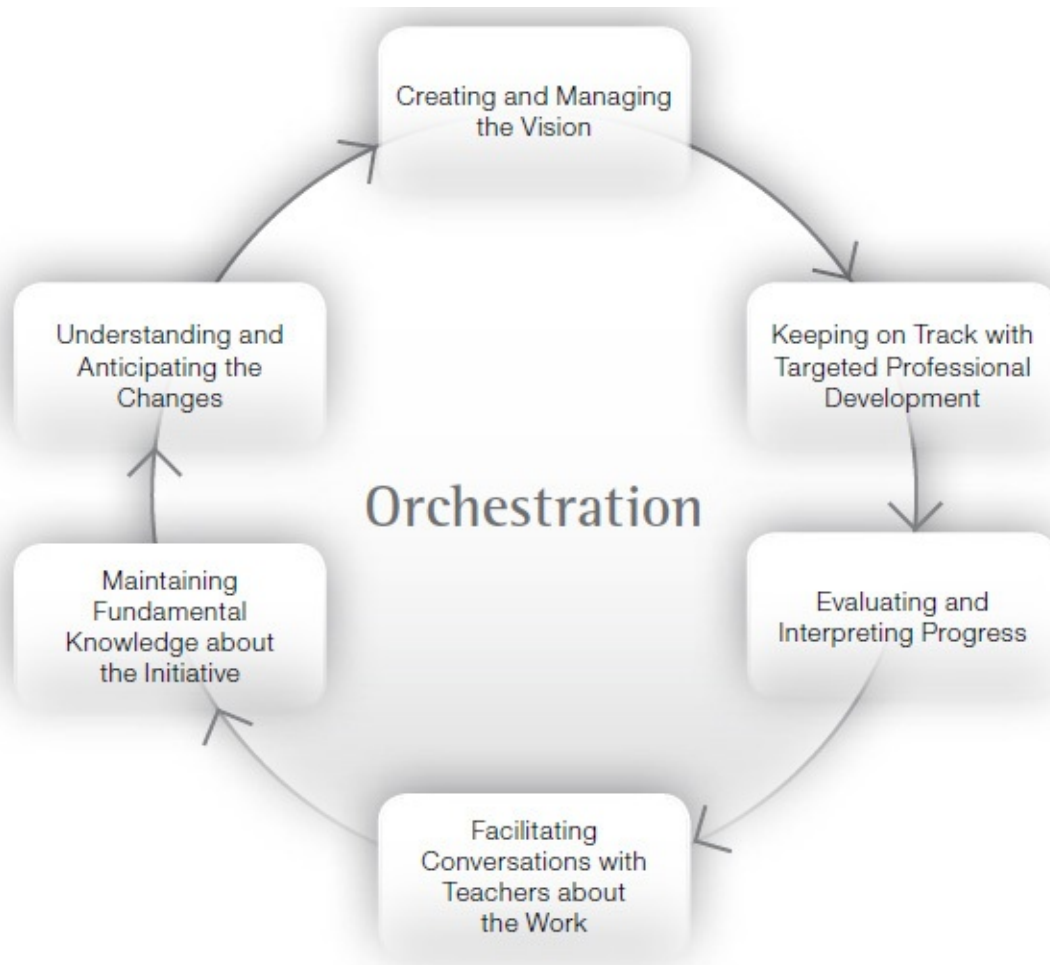 Creating and Managing
the Vision
Keeping on Track with
Targeted Professional
Development
Evaluating and
Interpreting Progress
Facilitating
Conversations with
Teachers about
the Work
Maintaining
Fundamental
Knowledge about
the Initiative
Understanding and
Anticipating the
Changes
Orchestration